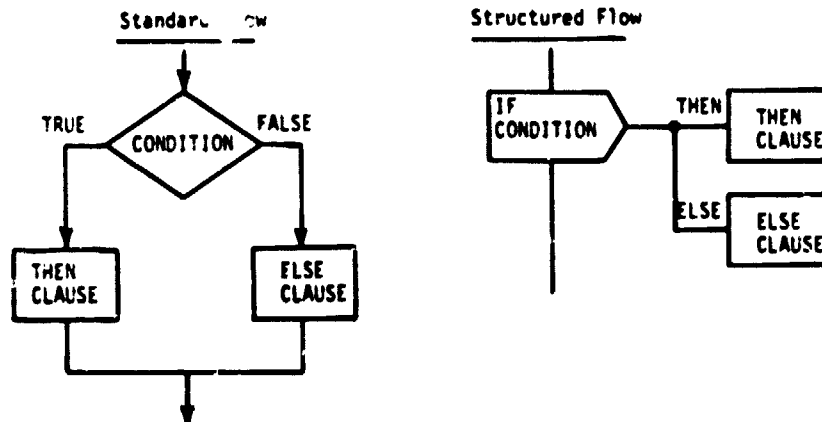 Structured Flow
TRUE
CONDITION
FALSE
THEN
CLAUSE
ELSE
CLAUSE
IF
CONDITION
THEN
THEN
CLAUSE
ELSE
ELSE
CLAUSE